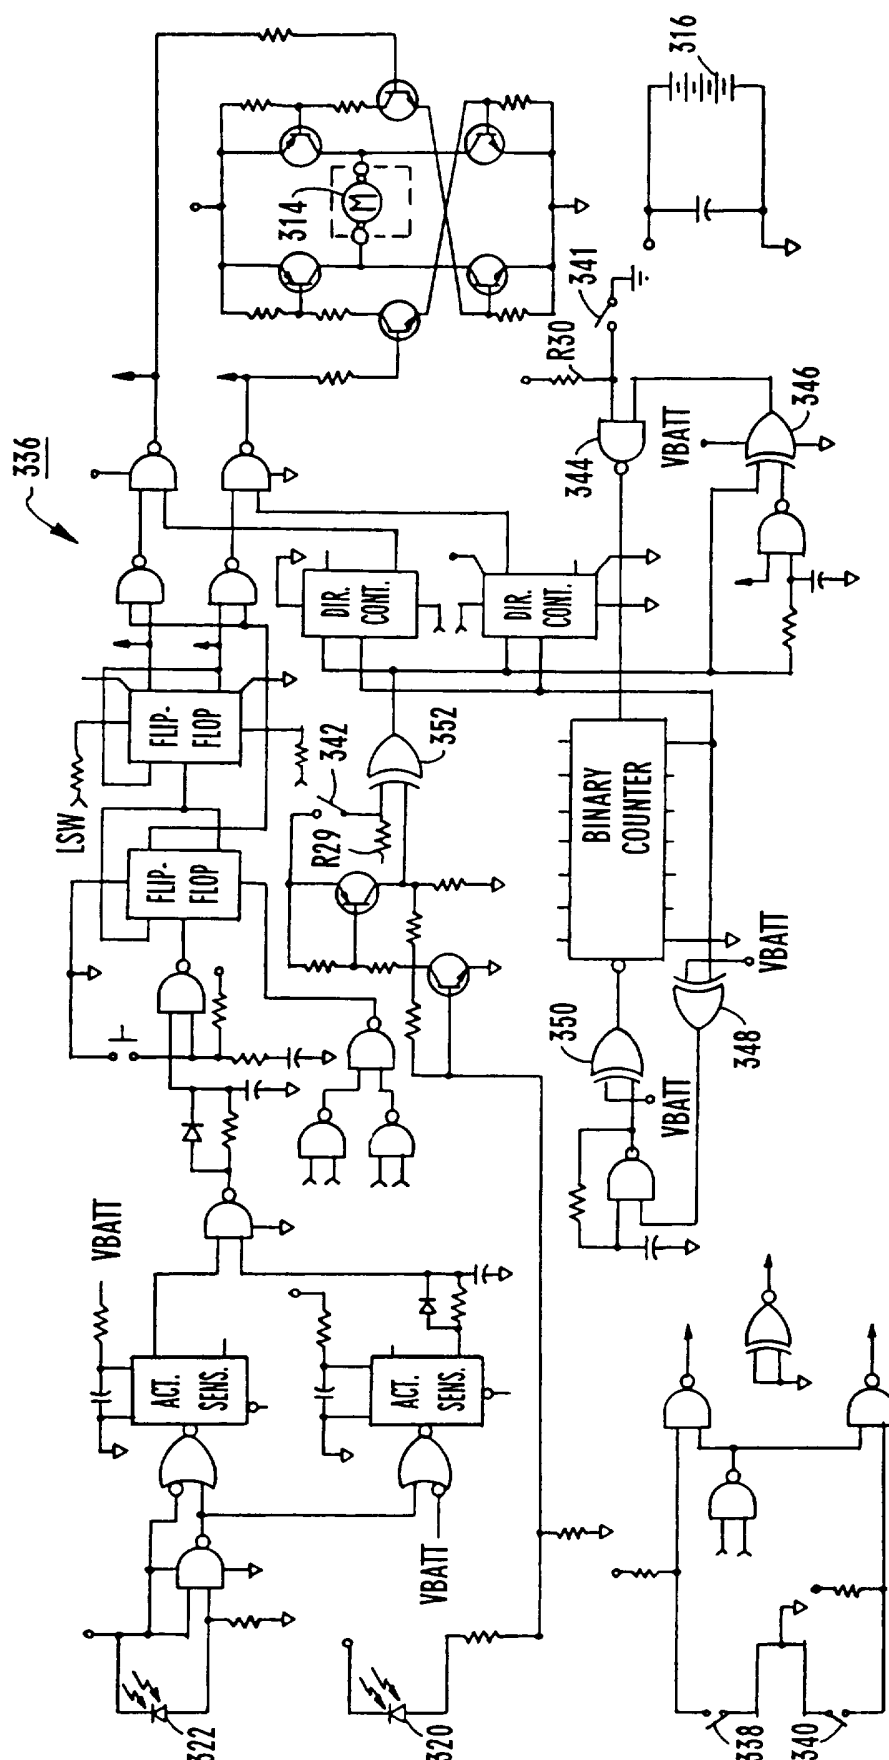 336
316
314
341
R30
344
346
VBATT
LSW
FLIP-
FLOP
FLIP-
FLOP
DIR.
CONT.
DIR.
CONT.
342
352
R29
BINARY
COUNTER
350
VBATT
VBATT
348
VBATT
ACT.
SENS.
ACT.
SENS.
VBATT
322
320
338
340
M